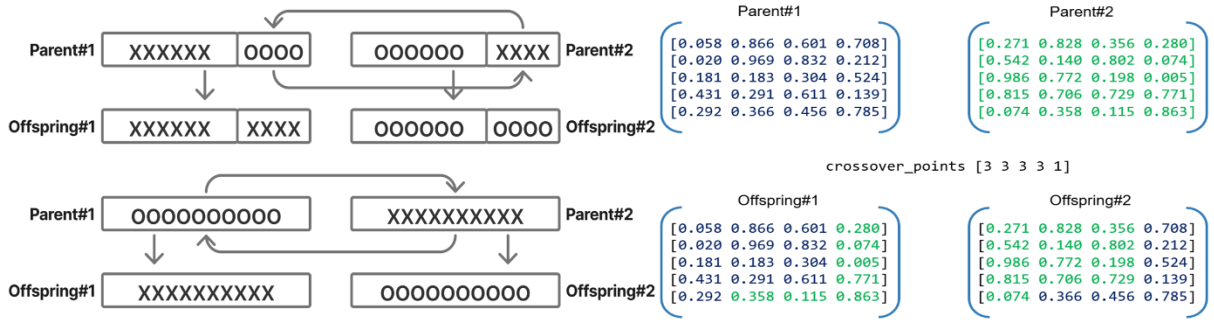 Parent#1 XXXXXX OOOO OOOOOO XXXX Parent#2
Offspring#1 XXXXXX XXXX OOOOOO OOOO Offspring#2
Parent#1 OOOOOOOOOO XXXXXXXXXX Parent#2
Offspring#1 XXXXXXXXXX OOOOOOOOOO Offspring#2
Parent#1 Parent#2
[0.058 0.866 0.601 0.708] [0.271 0.828 0.356 0.280]
[0.020 0.969 0.832 0.212] [0.542 0.140 0.802 0.074]
[0.181 0.183 0.304 0.524] [0.986 0.772 0.198 0.005]
[0.431 0.291 0.611 0.139] [0.815 0.706 0.729 0.771]
[0.292 0.366 0.456 0.785] [0.074 0.358 0.115 0.863]
crossover_points [3 3 3 3 1]
Offspring#1 Offspring#2
[0.058 0.866 0.601 0.280] [0.271 0.828 0.356 0.708]
[0.020 0.969 0.832 0.074] [0.542 0.140 0.802 0.212]
[0.181 0.183 0.304 0.005] [0.986 0.772 0.198 0.524]
[0.431 0.291 0.611 0.771] [0.815 0.706 0.729 0.139]
[0.292 0.358 0.115 0.863] [0.074 0.366 0.456 0.785]